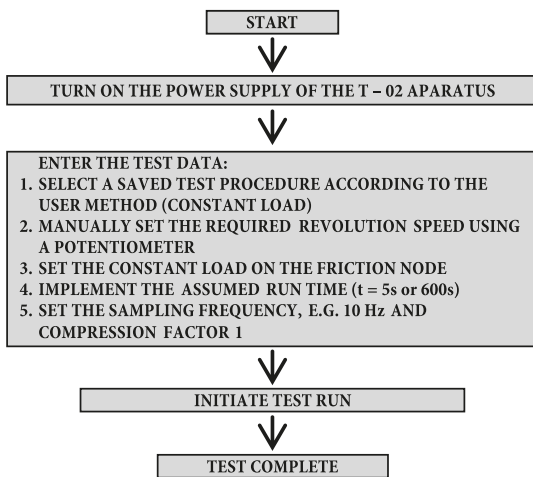 START
TURN ON THE POWER SUPPLY OF THE T – 02 APARATUS
ENTER THE TEST DATA:
1. SELECT A SAVED TEST PROCEDURE ACCORDING TO THE
USER METHOD (CONSTANT LOAD)
2. MANUALLY SET THE REQUIRED REVOLUTION SPEED USING
A POTENTIOMETER
3. SET THE CONSTANT LOAD ON THE FRICTION NODE
4. IMPLEMENT THE ASSUMED RUN TIME (t = 5s or 600s)
5. SET THE SAMPLING FREQUENCY, E.G. 10 Hz AND
COMPRESSION FACTOR 1
INITIATE TEST RUN
TEST COMPLETE